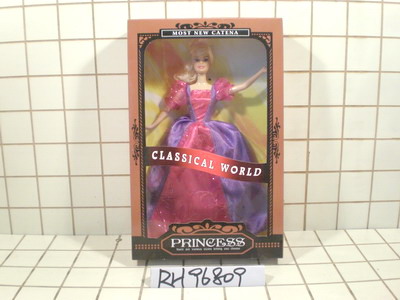 MOST NEW CATENA
CLASSICAL WORLD
PRINCESS
RH96809